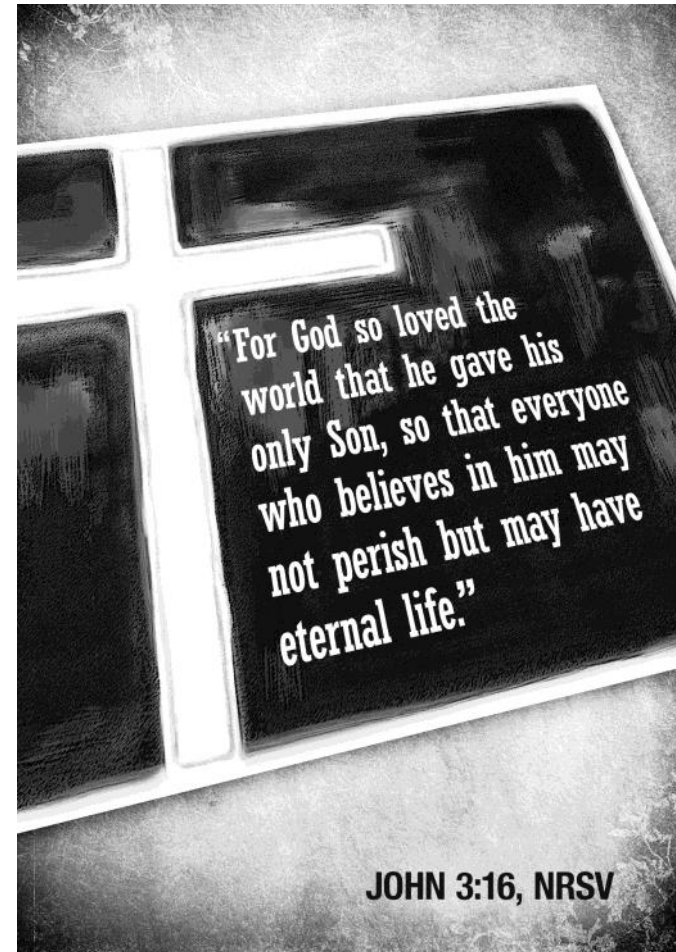 “For God so loved the
world that he gave his
only Son, so that everyone
who believes in him may
not perish but may have
eternal life.”
JOHN 3:16, NRSV